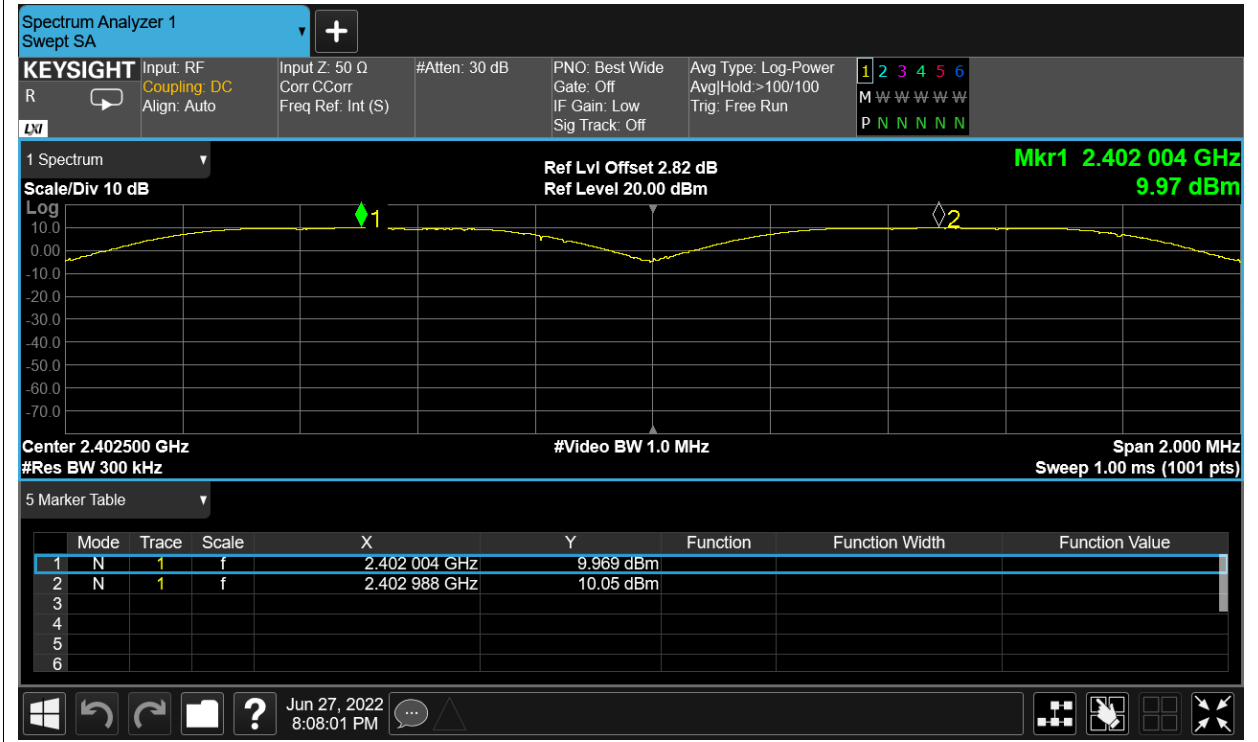 Spectrum Analyzer 1
Swept SA
+
KEYSIGHT Input: RF Input Z: 50 Ω #Atten: 30 dB PNO: Best Wide Avg Type: Log-Power 1 2 3 4 5 6
R Coupling: DC Corr CCorr Gate: Off Avg|Hold:>100/100 M W W W W W
Align: Auto Freq Ref: Int (S) IF Gain: Low Trig: Free Run
LXI Sig Track: Off P N N N N N
1 Spectrum Ref Lvl Offset 2.82 dB Mkr1 2.402 004 GHz
Scale/Div 10 dB Ref Level 20.00 dBm 9.97 dBm
Log
1 2
10.0
0.00
-10.0
-20.0
-30.0
-40.0
-50.0
-60.0
-70.0
Center 2.402500 GHz #Video BW 1.0 MHz Span 2.000 MHz
#Res BW 300 kHz Sweep 1.00 ms (1001 pts)
5 Marker Table
Mode Trace Scale X Y Function Function Width Function Value
1 N 1 f 2.402 004 GHz 9.969 dBm
2 N 1 f 2.402 988 GHz 10.05 dBm
3
4
5
6
? Jun 27, 2022
8:08:01 PM